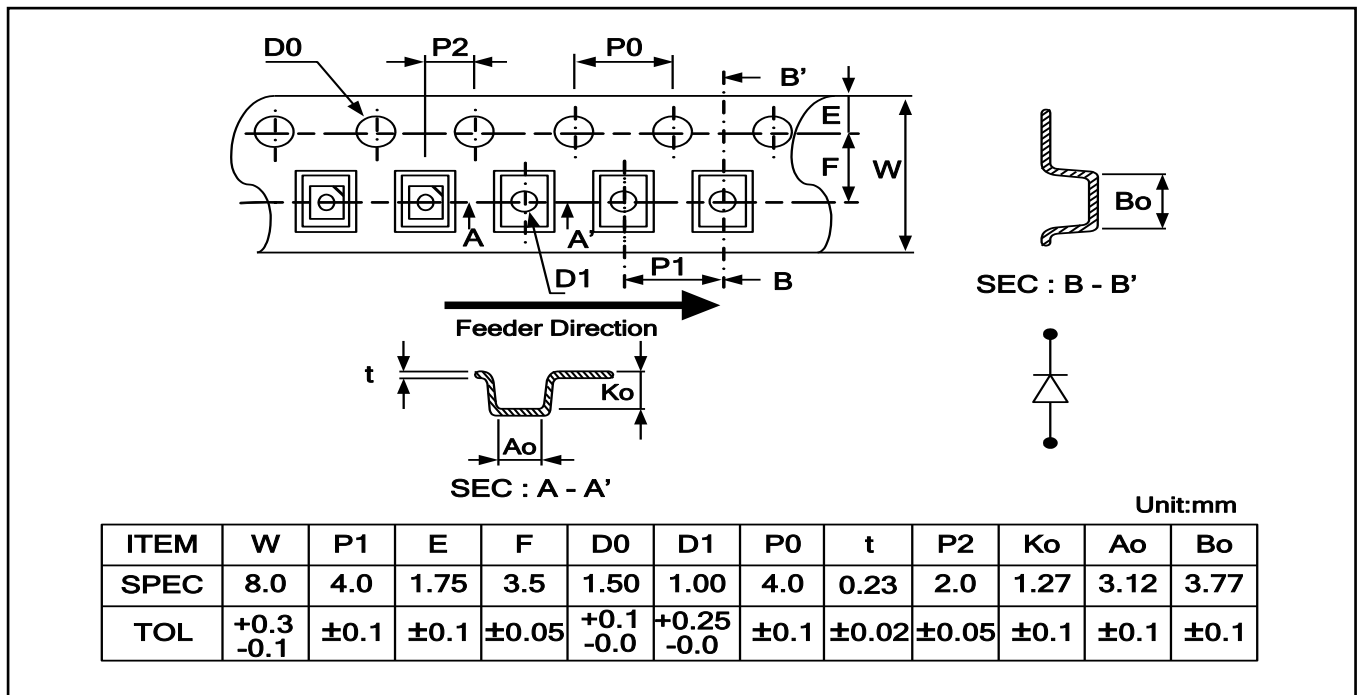 D0
P2
P0
B’
E
F
W
A
A’
D1
P1
B
Feeder Direction
Bo
SEC : B - B’
t
Ko
Ao
SEC : A - A’
Unit:mm
ITEM W P1 E F D0 D1 P0 t P2 Ko Ao Bo
SPEC 8.0 4.0 1.75 3.5 1.50 1.00 4.0 0.23 2.0 1.27 3.12 3.77
TOL +0.3 -0.1 ±0.1 ±0.1 ±0.05 +0.1 -0.0 +0.25 -0.0 ±0.1 ±0.02 ±0.05 ±0.1 ±0.1 ±0.1